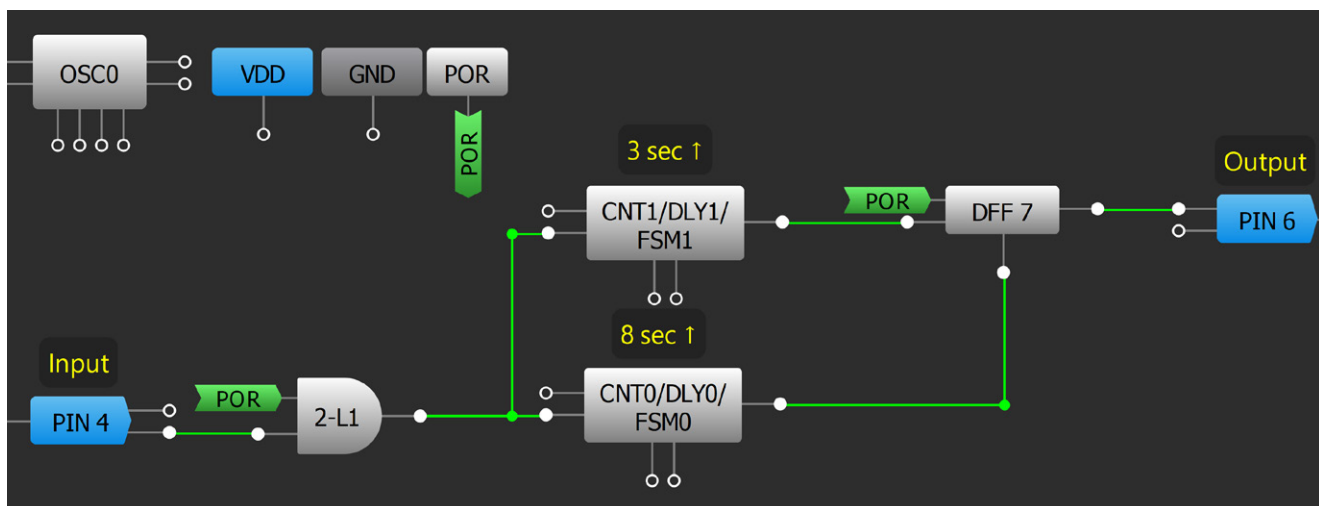 OSC0
VDD
GND
POR
POR
3 sec ↑
CNT1/DLY1/
FSM1
POR
DFF 7
Output
PIN 6
8 sec ↑
CNT0/DLY0/
FSM0
Input
PIN 4
POR
2-L1